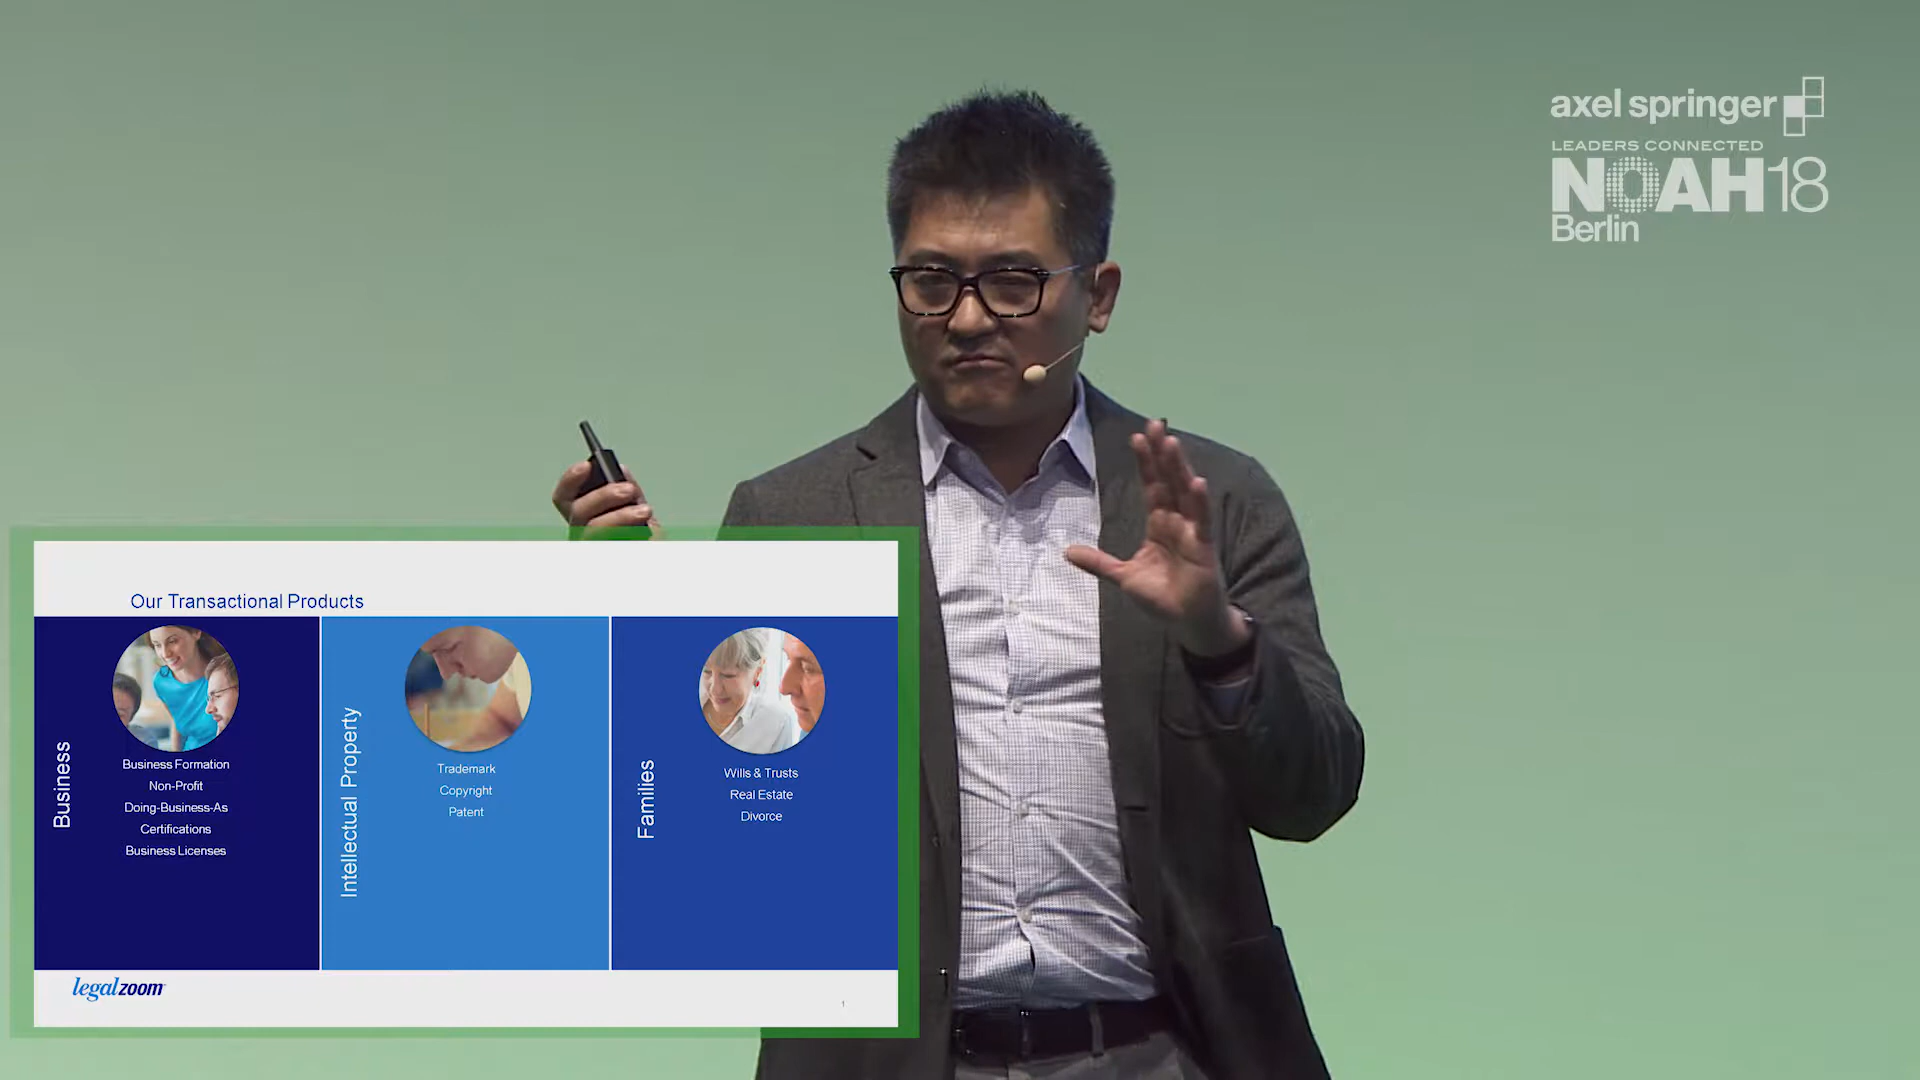 axel springer
LEADERS CONNECTED
NOAH18
Berlin
Our Transactional Products
Business
Business Formation
Non-Profit
Doing-Business-As
Certifications
Business Licenses
Intellectual Property
Trademark
Copyright
Patent
Families
Wills & Trusts
Real Estate
Divorce
legalzoom
1